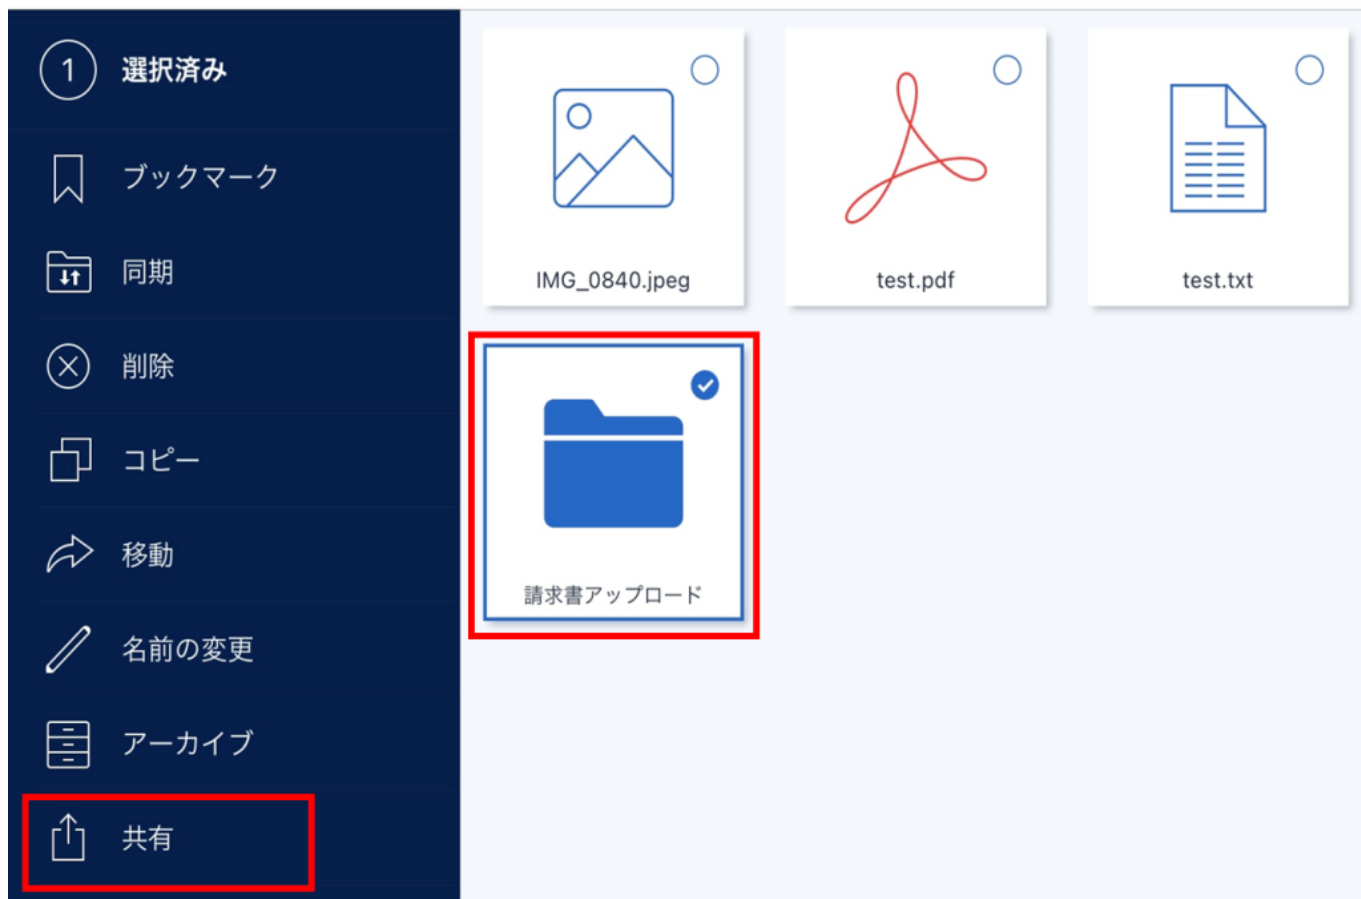 1 選択済み
ブックマーク
同期
削除
コピー
移動
名前の変更
アーカイブ
共有
IMG_0840.jpeg
test.pdf
test.txt
請求書アップロード